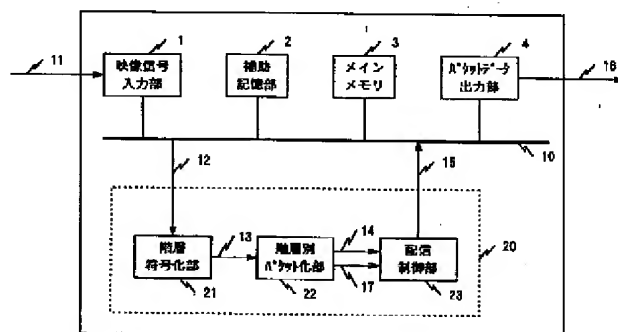 11
1
2
3
4
映像信号
入力部
補助
記憶部
メイン
メモリ
パケットデータ
出力部
16
10
12
15
階層
符号化部
13
階層別
パケット化部
14
17
配信
制御部
20
21
22
23